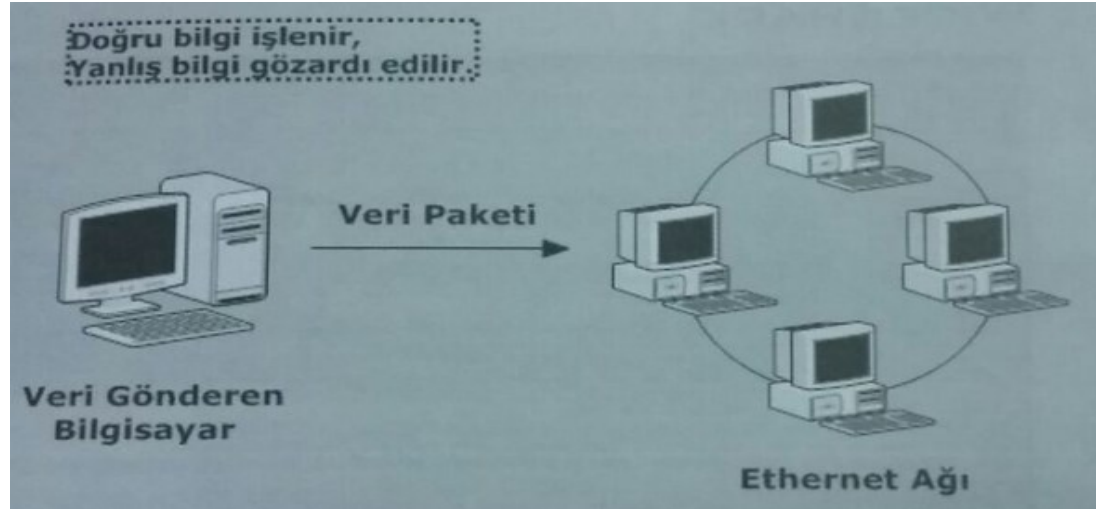 Doğru bilgi işlenir,
Yanlış bilgi gözardı edilir.
Veri Paketi
Veri Gönderen
Bilgisayar
Ethernet Ağı